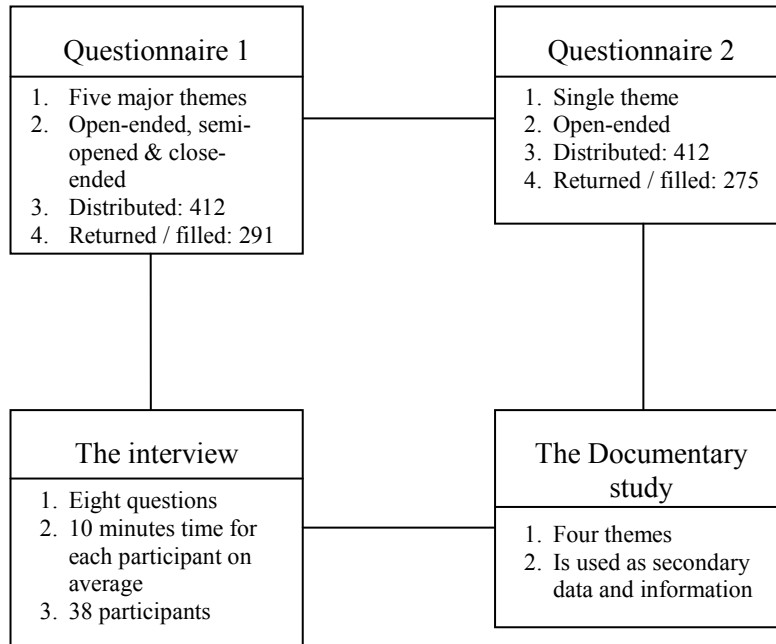 Questionnaire 1
1. Five major themes
2. Open-ended, semi-
opened & close-
ended
3. Distributed: 412
4. Returned / filled: 291
Questionnaire 2
1. Single theme
2. Open-ended
3. Distributed: 412
4. Returned / filled: 275
The interview
1. Eight questions
2. 10 minutes time for
each participant on
average
3. 38 participants
The Documentary
study
1. Four themes
2. Is used as secondary
data and information